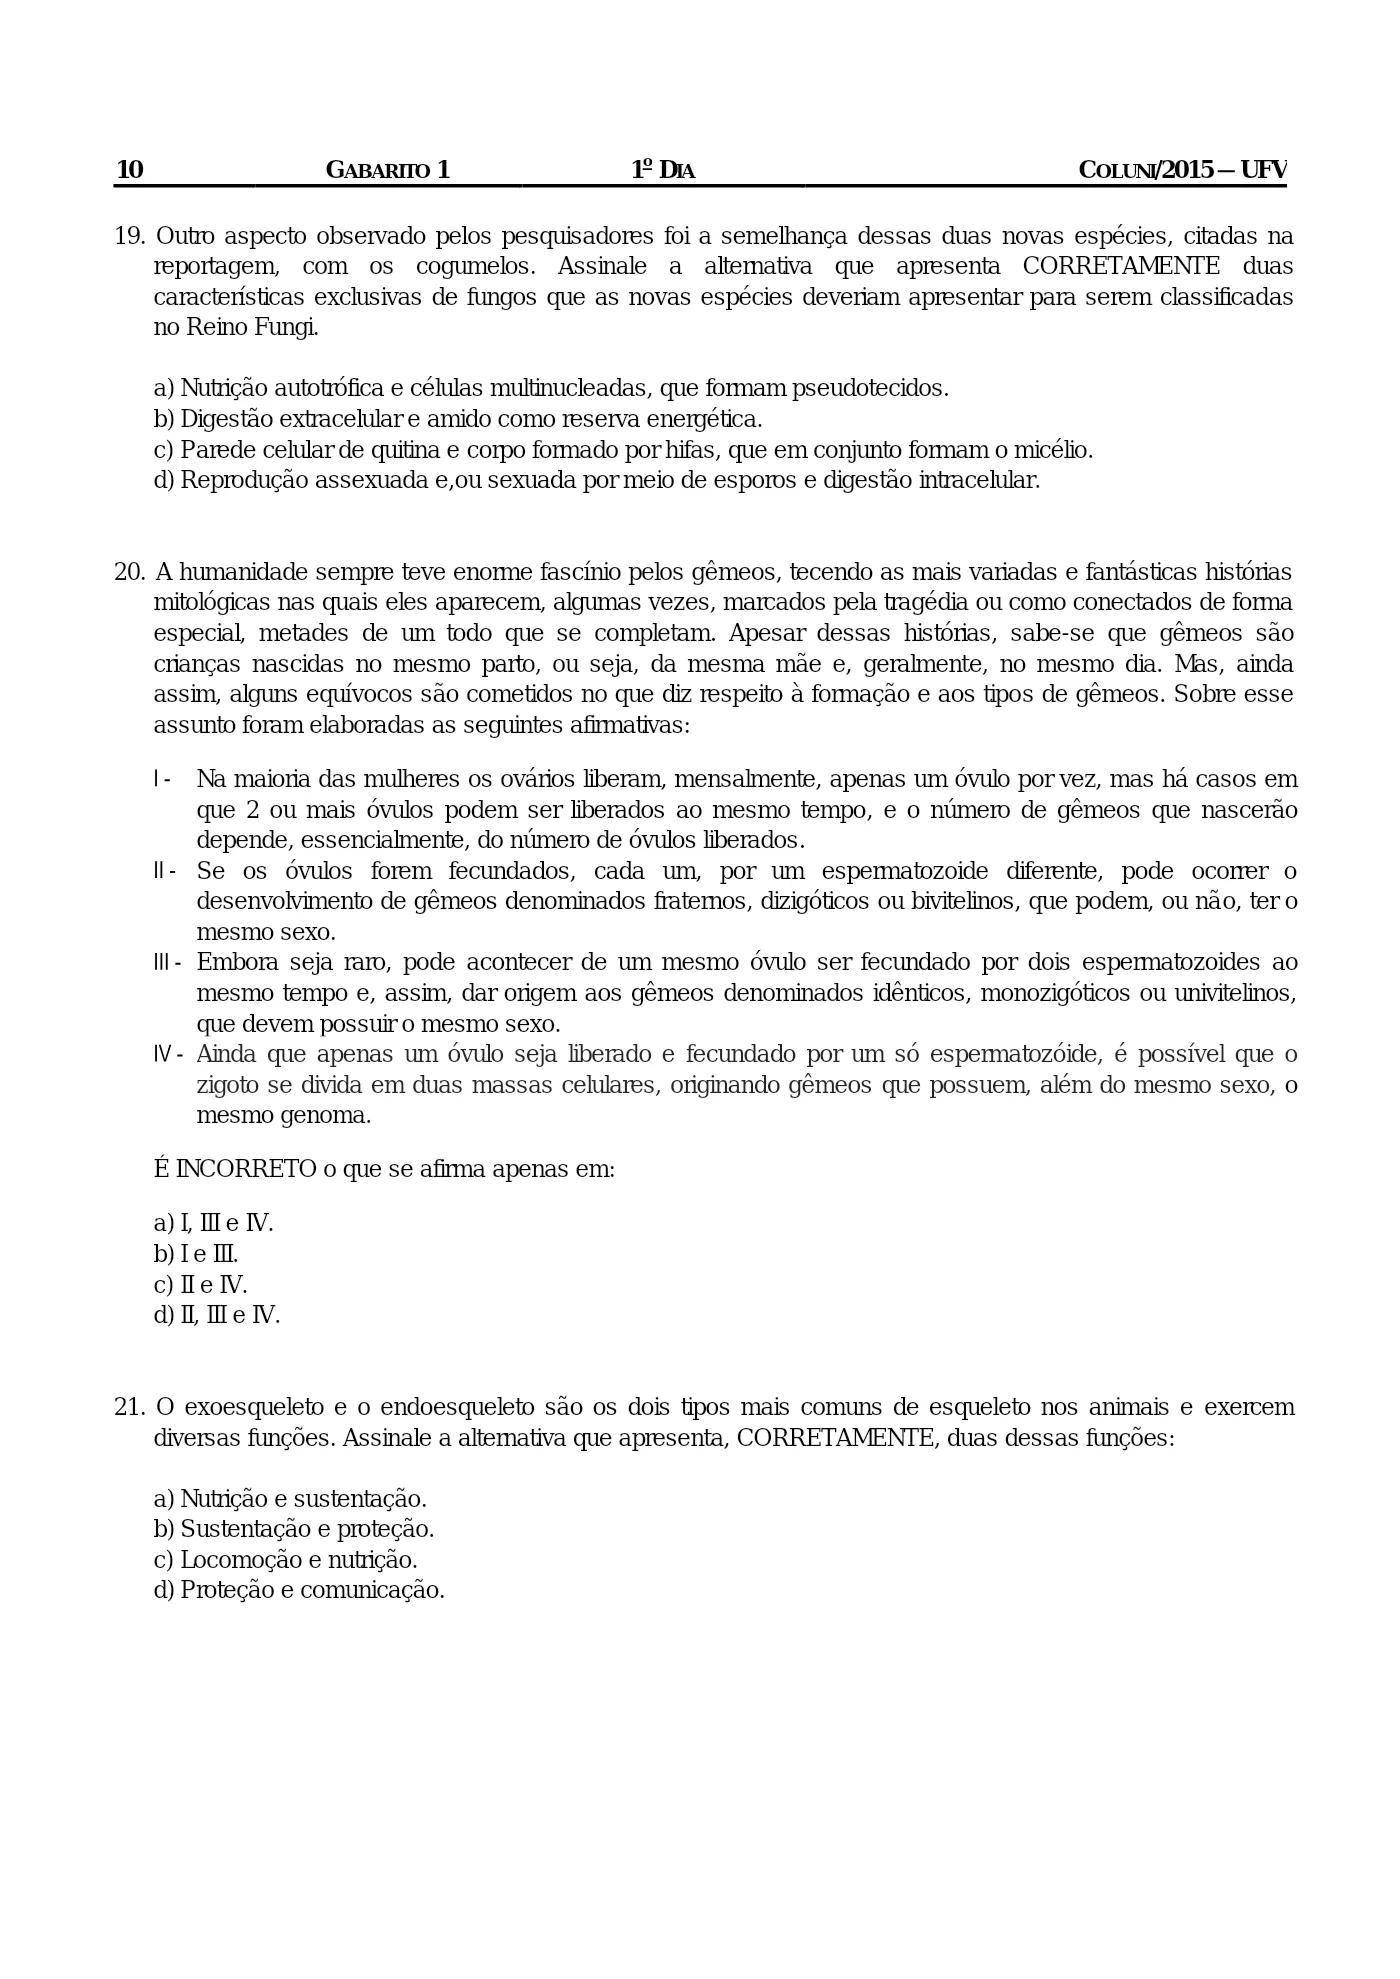 10 GABARITO 1 1º DIA COLUNI/2015 — UFV
19. Outro aspecto observado pelos pesquisadores foi a semelhança dessas duas novas espécies, citadas na
reportagem, com os cogumelos. Assinale a alternativa que apresenta CORRETAMENTE duas
características exclusivas de fungos que as novas espécies deveriam apresentar para serem classificadas
no Reino Fungi.
a) Nutrição autotrófica e células multinucleadas, que formam pseudotecidos.
b) Digestão extracelular e amido como reserva energética.
c) Parede celular de quitina e corpo formado por hifas, que em conjunto formam o micélio.
d) Reprodução assexuada e,ou sexuada por meio de esporos e digestão intracelular.
20. A humanidade sempre teve enorme fascínio pelos gêmeos, tecendo as mais variadas e fantásticas histórias
mitológicas nas quais eles aparecem, algumas vezes, marcados pela tragédia ou como conectados de forma
especial, metades de um todo que se completam. Apesar dessas histórias, sabe-se que gêmeos são
crianças nascidas no mesmo parto, ou seja, da mesma mãe e, geralmente, no mesmo dia. Mas, ainda
assim, alguns equívocos são cometidos no que diz respeito à formação e aos tipos de gêmeos. Sobre esse
assunto foram elaboradas as seguintes afirmativas:
I - Na maioria das mulheres os ovários liberam, mensalmente, apenas um óvulo por vez, mas há casos em
que 2 ou mais óvulos podem ser liberados ao mesmo tempo, e o número de gêmeos que nascerão
depende, essencialmente, do número de óvulos liberados.
II - Se os óvulos forem fecundados, cada um, por um espermatozoide diferente, pode ocorrer o
desenvolvimento de gêmeos denominados fraternos, dizigóticos ou bivitelinos, que podem, ou não, ter o
mesmo sexo.
III - Embora seja raro, pode acontecer de um mesmo óvulo ser fecundado por dois espermatozoides ao
mesmo tempo e, assim, dar origem aos gêmeos denominados idênticos, monozigóticos ou univitelinos,
que devem possuir o mesmo sexo.
IV - Ainda que apenas um óvulo seja liberado e fecundado por um só espermatozóide, é possível que o
zigoto se divida em duas massas celulares, originando gêmeos que possuem, além do mesmo sexo, o
mesmo genoma.
É INCORRETO o que se afirma apenas em:
a) I, III e IV.
b) I e III.
c) II e IV.
d) II, III e IV.
21. O exoesqueleto e o endoesqueleto são os dois tipos mais comuns de esqueleto nos animais e exercem
diversas funções. Assinale a alternativa que apresenta, CORRETAMENTE, duas dessas funções:
a) Nutrição e sustentação.
b) Sustentação e proteção.
c) Locomoção e nutrição.
d) Proteção e comunicação.